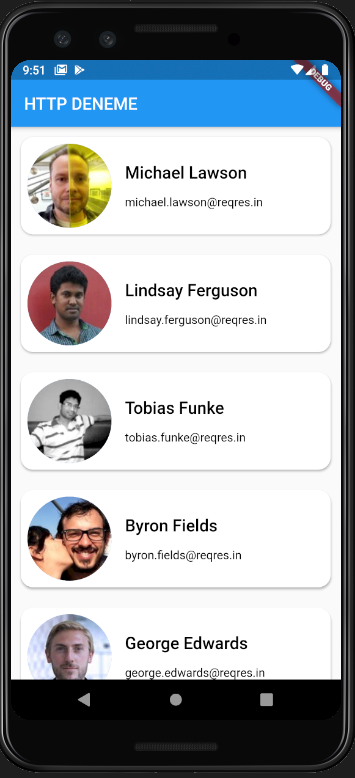 9:51
DEBUG
HTTP DENEME
Michael Lawson
michael.lawson@reqres.in
Lindsay Ferguson
lindsay.ferguson@reqres.in
Tobias Funke
tobias.funke@reqres.in
Byron Fields
byron.fields@reqres.in
George Edwards
george.edwards@reqres.in